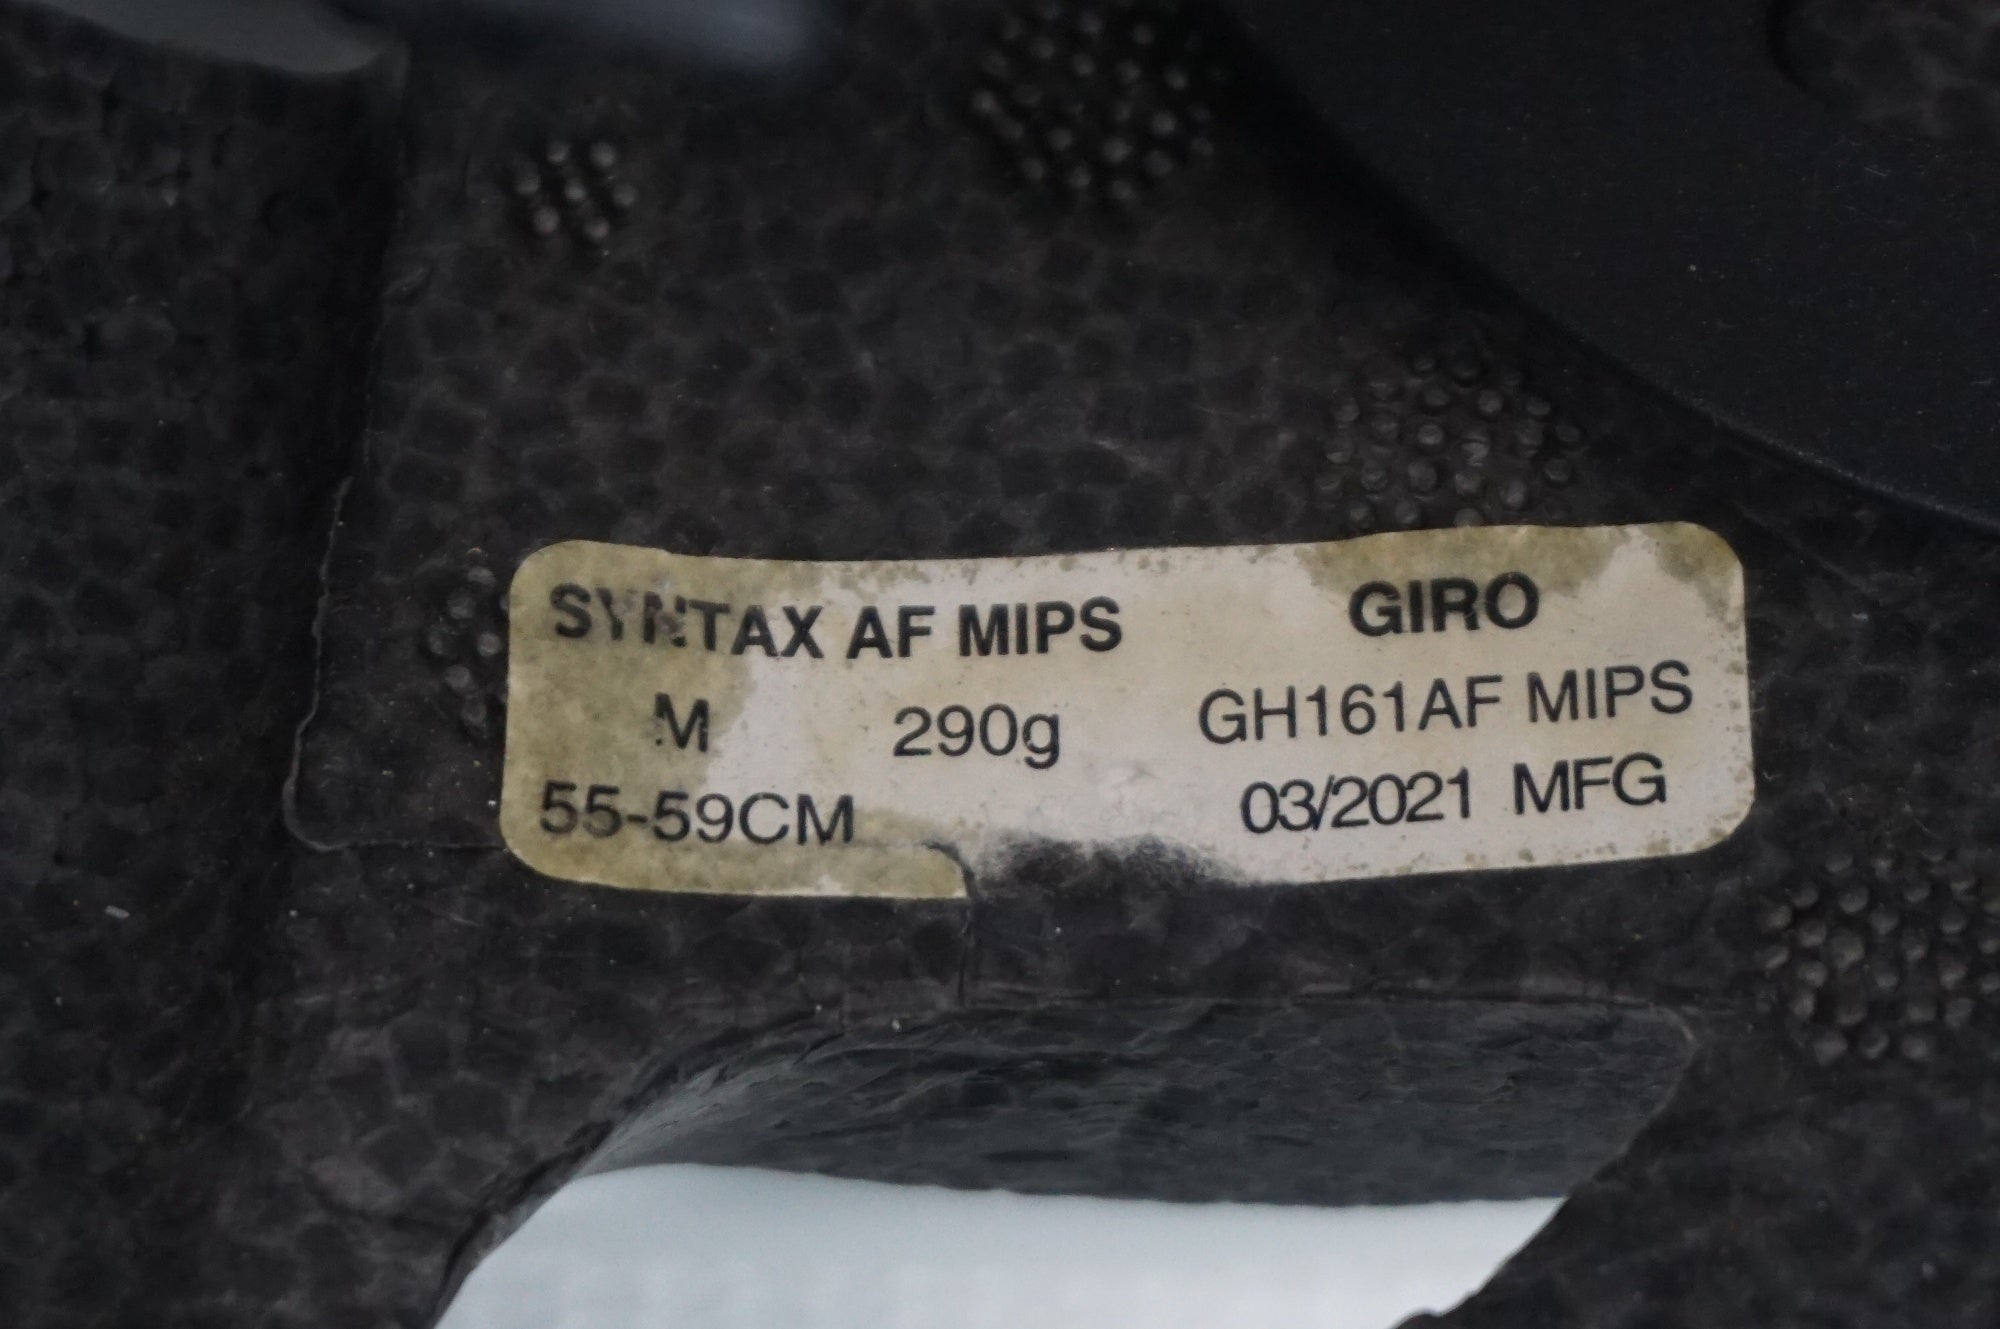 SYNTAX AF MIPS GIRO
M 290g GH161AF MIPS
55-59CM 03/2021 MFG